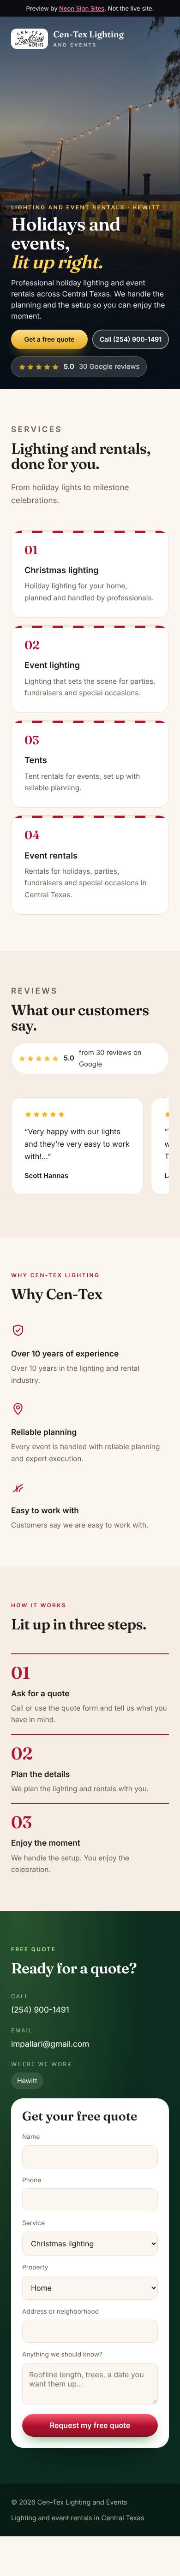 Preview by Neon Sign Sites. Not the live site.
CEN-TEX
Lighting
& EVENTS
Cen-Tex Lighting
AND EVENTS
LIGHTING AND EVENT RENTALS · HEWITT
Holidays and
events,
lit up right.
Professional holiday lighting and event
rentals across Central Texas. We handle the
planning and the setup so you can enjoy the
moment.
Get a free quote
Call (254) 900-1491
5.0 30 Google reviews
SERVICES
Lighting and rentals,
done for you.
From holiday lights to milestone
celebrations.
01
Christmas lighting
Holiday lighting for your home,
planned and handled by professionals.
02
Event lighting
Lighting that sets the scene for parties,
fundraisers and special occasions.
03
Tents
Tent rentals for events, set up with
reliable planning.
04
Event rentals
Rentals for holidays, parties,
fundraisers and special occasions in
Central Texas.
REVIEWS
What our customers
say.
5.0 from 30 reviews on
Google
“Very happy with our lights
and they’re very easy to work
with!...”
Scott Hannas
WHY CEN-TEX LIGHTING
Why Cen-Tex
Over 10 years of experience
Over 10 years in the lighting and rental
industry.
Reliable planning
Every event is handled with reliable planning
and expert execution.
Easy to work with
Customers say we are easy to work with.
HOW IT WORKS
Lit up in three steps.
01
Ask for a quote
Call or use the quote form and tell us what you
have in mind.
02
Plan the details
We plan the lighting and rentals with you.
03
Enjoy the moment
We handle the setup. You enjoy the
celebration.
FREE QUOTE
Ready for a quote?
CALL
(254) 900-1491
EMAIL
impallari@gmail.com
WHERE WE WORK
Hewitt
Get your free quote
Name
Phone
Service
Christmas lighting
Property
Home
Address or neighborhood
Anything we should know?
Roofline length, trees, a date you
want them up...
Request my free quote
© 2026 Cen-Tex Lighting and Events
Lighting and event rentals in Central Texas